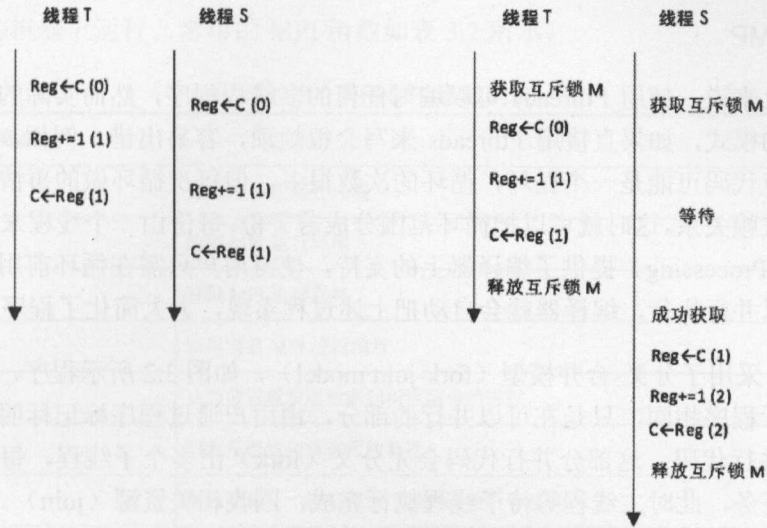 线程 T
Reg←C (0)
Reg+=1 (1)
C←Reg (1)
线程 S
Reg←C (0)
Reg+=1 (1)
C←Reg (1)
线程 T
获取互斥锁 M
Reg←C (0)
Reg+=1 (1)
C←Reg (1)
释放互斥锁 M
线程 S
获取互斥锁 M
等待
成功获取
Reg←C (1)
Reg+=1 (2)
C←Reg (2)
释放互斥锁 M